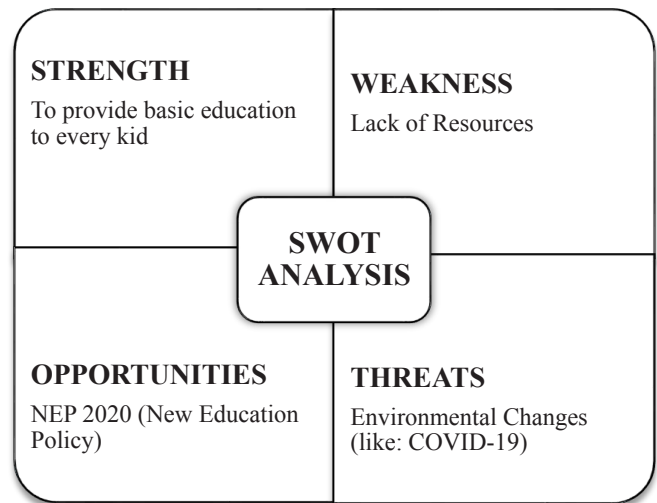 STRENGTH
To provide basic education
to every kid
WEAKNESS
Lack of Resources
SWOT
ANALYSIS
OPPORTUNITIES
NEP 2020 (New Education
Policy)
THREATS
Environmental Changes
(like: COVID-19)